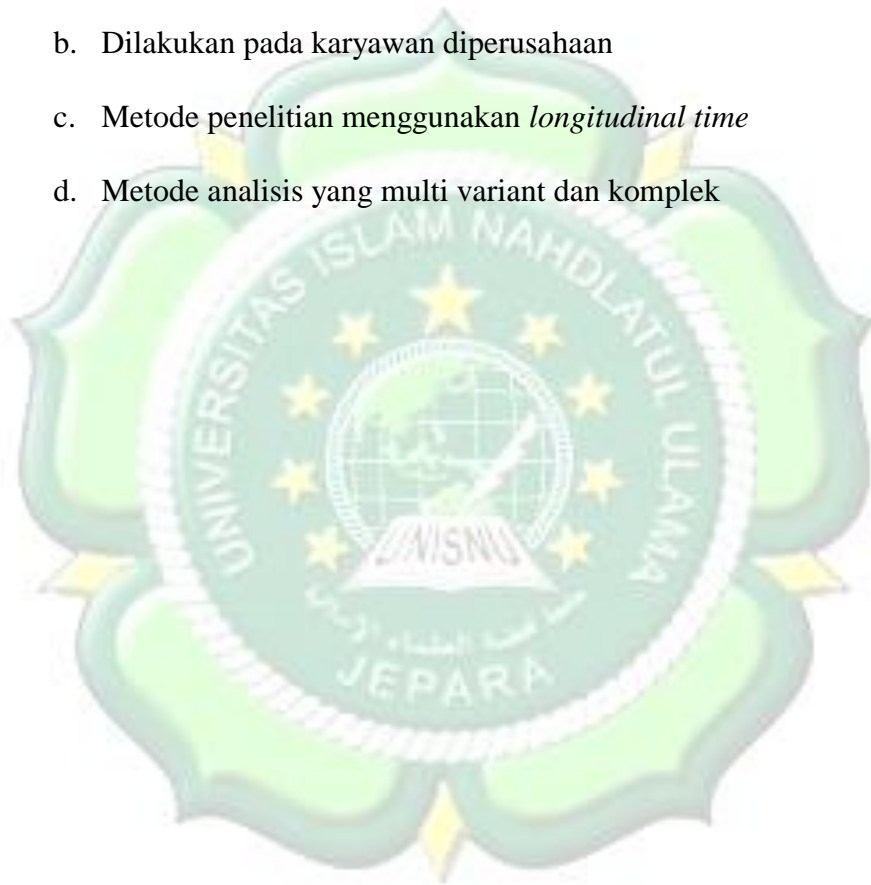 b. Dilakukan pada karyawan diperusahaan
c. Metode penelitian menggunakan longitudinal time
d. Metode analisis yang multi variant dan komplek
UNIVERSITAS ISLAM NAHDLATUL ULAMA
UNISNU
JEPARA